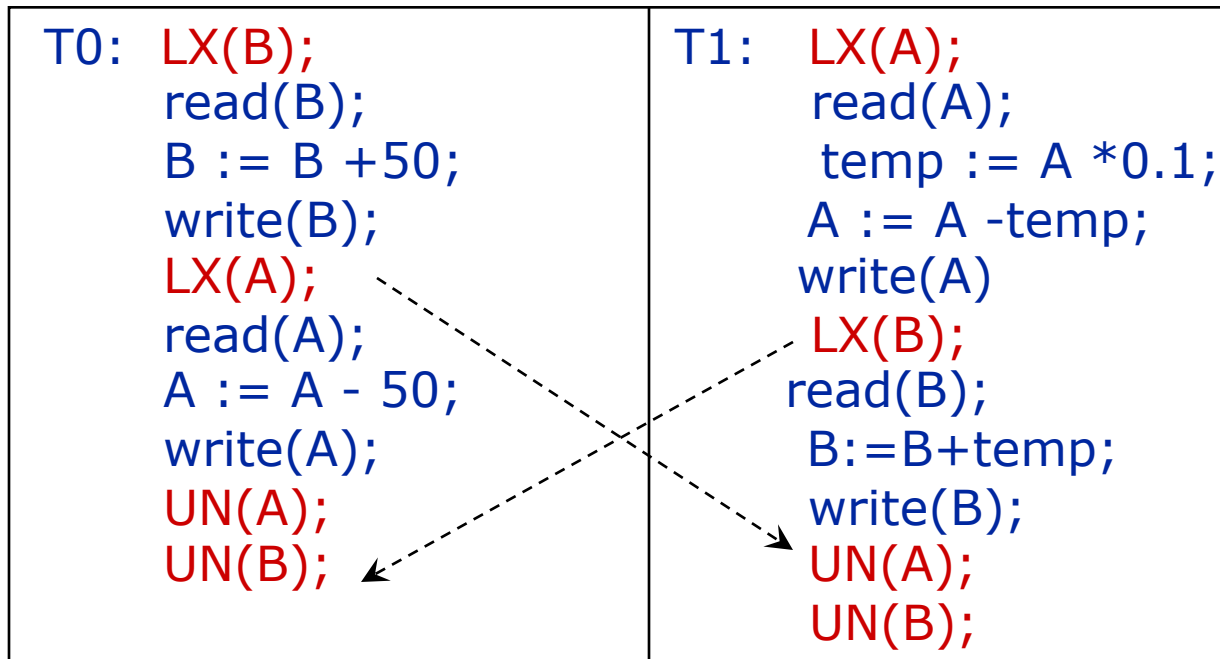 T0: LX(B);
read(B);
B := B +50;
write(B);
LX(A);
read(A);
A := A - 50;
write(A);
UN(A);
UN(B);
T1: LX(A);
read(A);
temp := A *0.1;
A := A -temp;
write(A)
LX(B);
read(B);
B:=B+temp;
write(B);
UN(A);
UN(B);